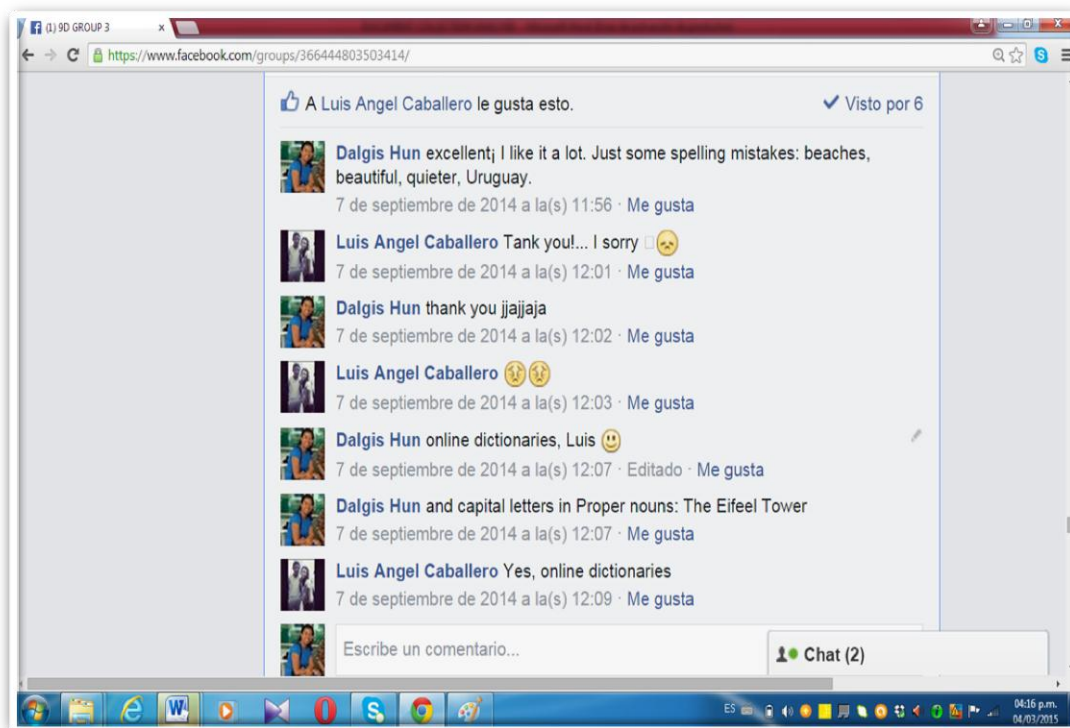 (1) 9D GROUP 3
https://www.facebook.com/groups/366444803503414/
A Luis Angel Caballero le gusta esto.
Visto por 6
Dalgis Hun excellent¡ I like it a lot. Just some spelling mistakes: beaches,
beautiful, quieter, Uruguay.
7 de septiembre de 2014 a la(s) 11:56 · Me gusta
Luis Angel Caballero Tank you!... I sorry
7 de septiembre de 2014 a la(s) 12:01 · Me gusta
Dalgis Hun thank you jjajjaja
7 de septiembre de 2014 a la(s) 12:02 · Me gusta
Luis Angel Caballero
7 de septiembre de 2014 a la(s) 12:03 · Me gusta
Dalgis Hun online dictionaries, Luis
7 de septiembre de 2014 a la(s) 12:07 · Editado · Me gusta
Dalgis Hun and capital letters in Proper nouns: The Eifeel Tower
7 de septiembre de 2014 a la(s) 12:07 · Me gusta
Luis Angel Caballero Yes, online dictionaries
7 de septiembre de 2014 a la(s) 12:09 · Me gusta
Escribe un comentario...
Chat (2)
ES
04:16 p.m.
04/03/2015